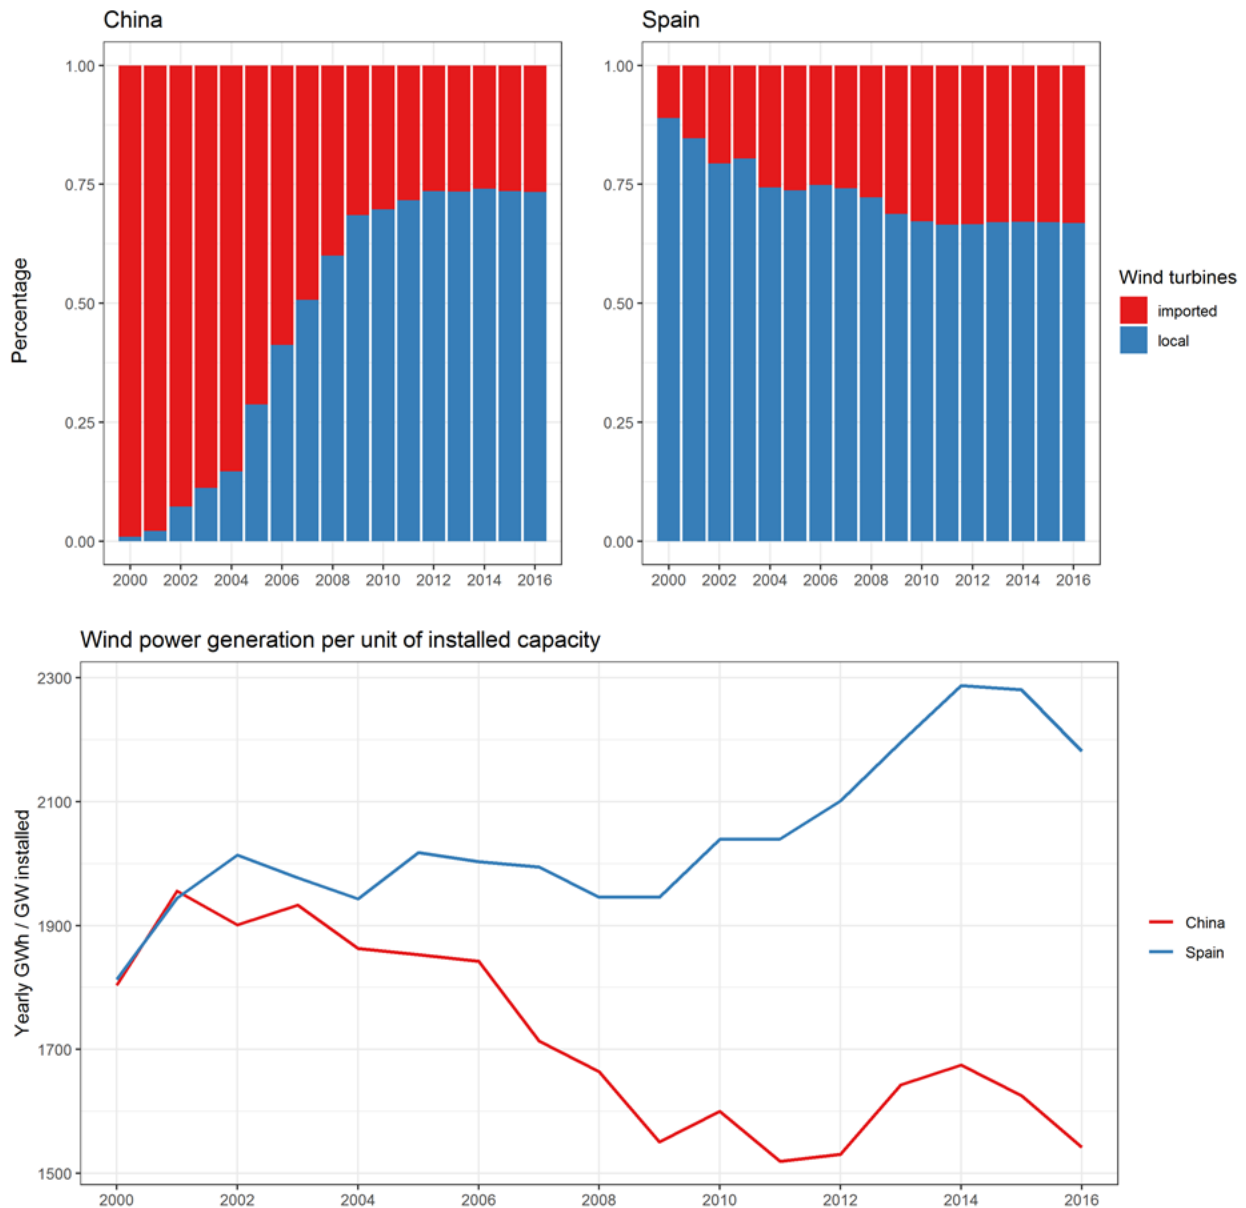 China
Spain
Percentage
1.00
0.75
0.50
0.25
0.00
2000 2002 2004 2006 2008 2010 2012 2014 2016
1.00
0.75
0.50
0.25
0.00
2000 2002 2004 2006 2008 2010 2012 2014 2016
Wind turbines
imported
local
Wind power generation per unit of installed capacity
Yearly GWh / GW installed
2300
2100
1900
1700
1500
2000 2002 2004 2006 2008 2010 2012 2014 2016
China
Spain